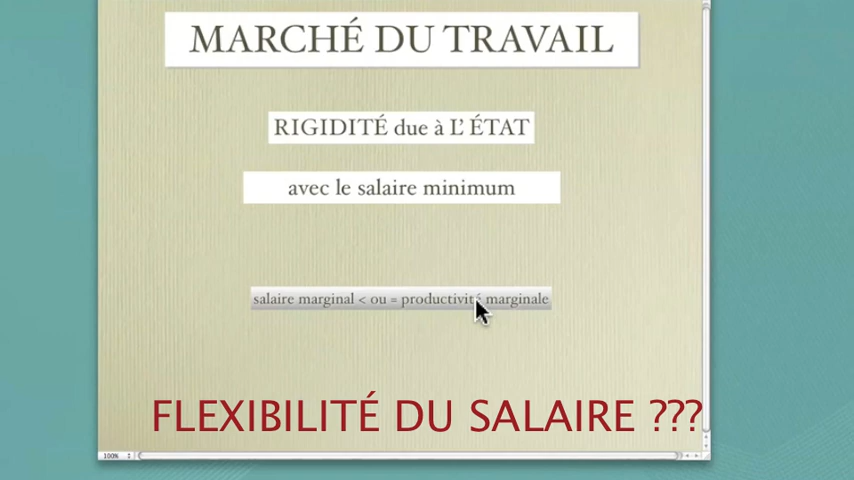 MARCHÉ DU TRAVAIL
RIGIDITÉ due à L' ÉTAT
avec le salaire minimum
salaire marginal < ou = productivité marginale
FLEXIBILITÉ DU SALAIRE ???
100%